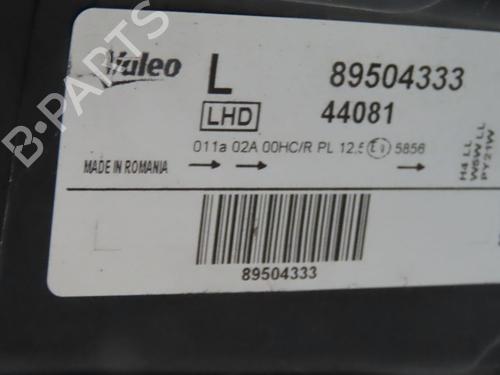 Valeo L 89504333
LHD 44081
011a 02A 00HC/R PL 12.5 5856
MADE IN ROMANIA
H4 LL
W5W LL
PY21W
89504333
B-PARTS